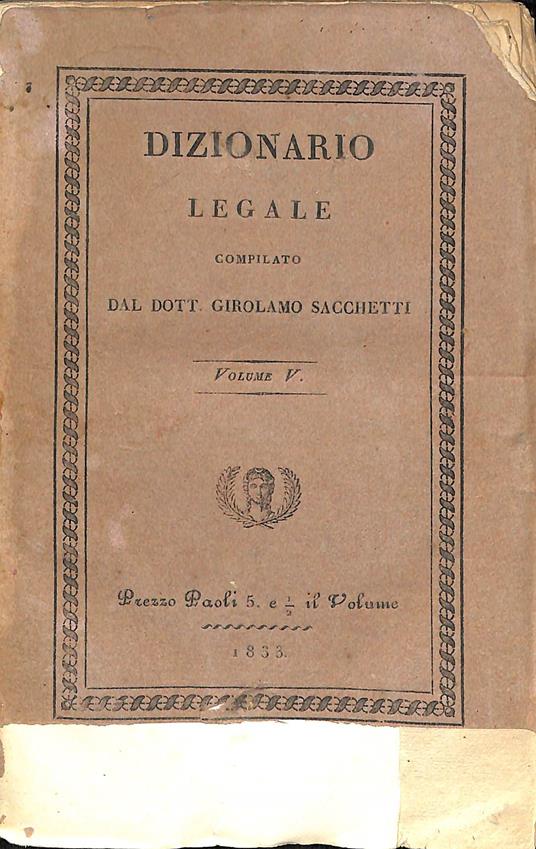 DIZIONARIO
LEGALE
COMPILATO
DAL DOTT. GIROLAMO SACCHETTI
VOLUME V.
Prezzo Paoli 5. e 1/2 il Volume
1833.